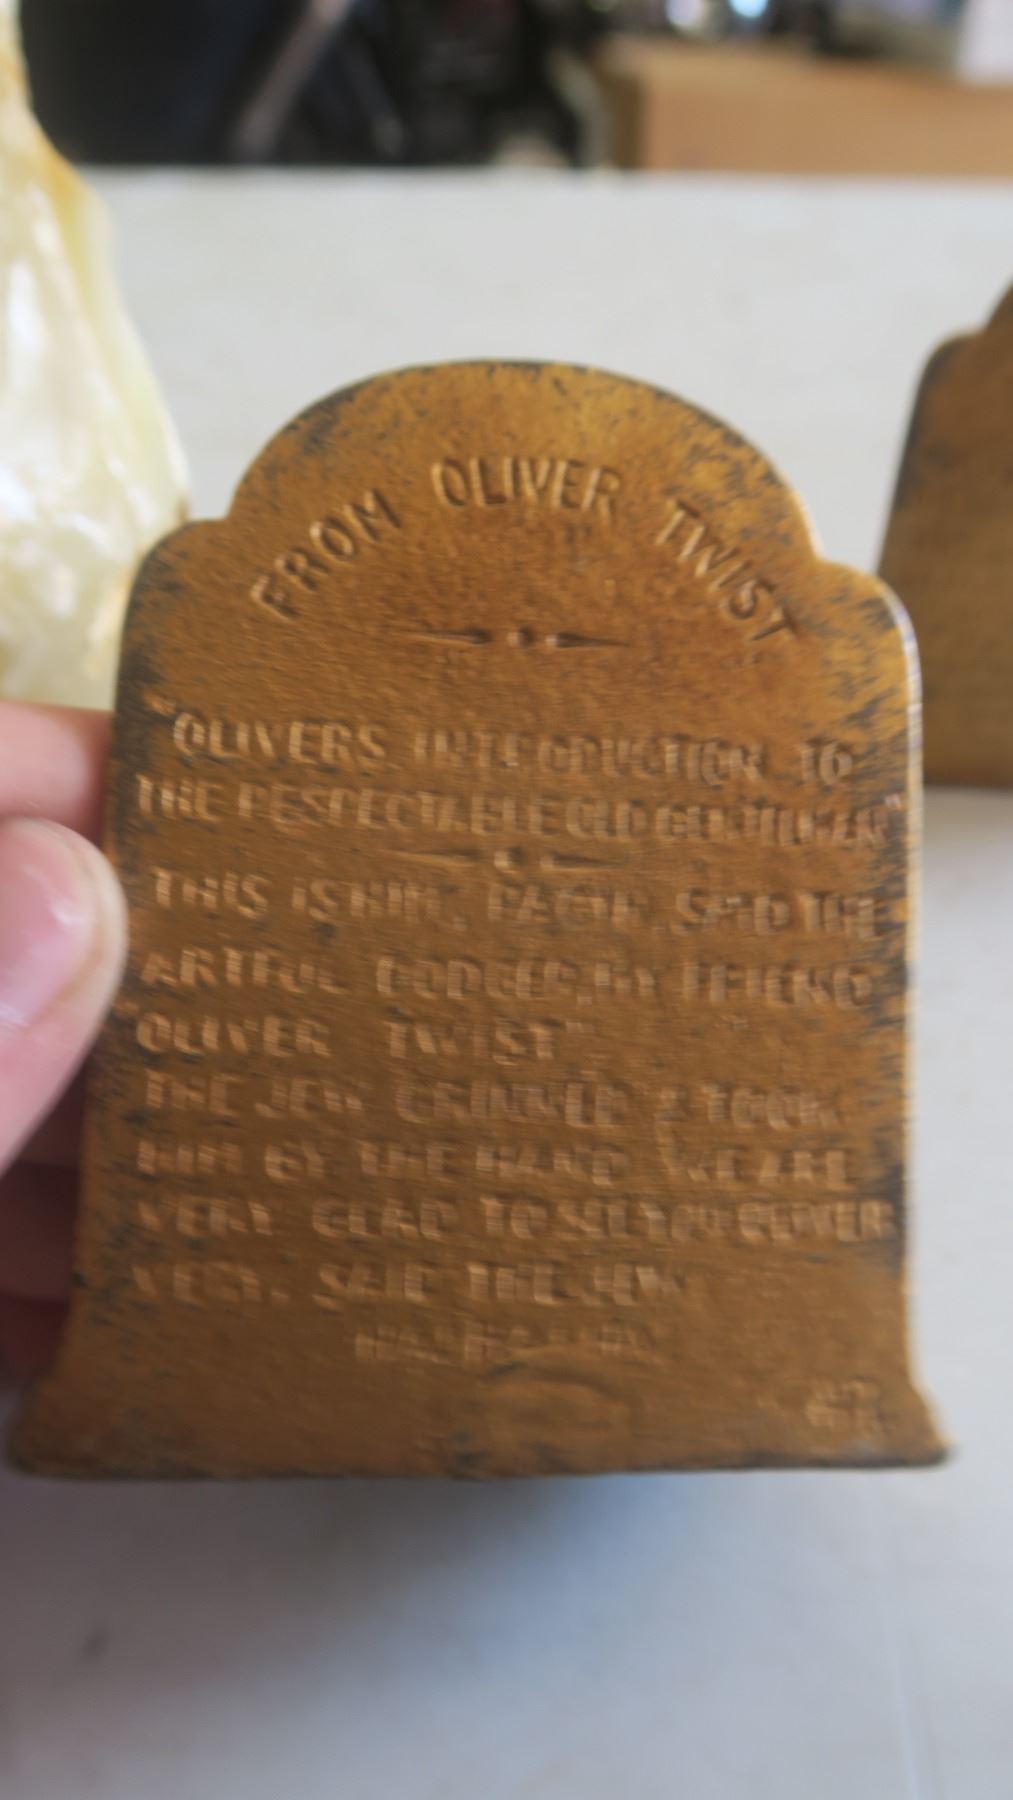 FROM OLIVER TWIST
"OLIVERS INTRODUCTION TO
THE RESPECTABLE OLD GENTLEMAN"
THIS IS HIM, FAGIN, SAID THE
ARTFUL DODGER, MY FRIEND
"OLIVER TWIST"
THE JEW GRINNED & TOOK
HIM BY THE HAND WE ARE
VERY GLAD TO SEE YOU OLIVER
VERY, SAID THE JEW